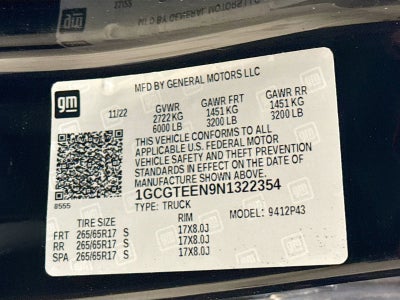 MFD BY GENERAL MOTORS LLC
gm
11/22
GVWR GAWR FRT GAWR RR
2722 KG 1451 KG 1451 KG
6000 LB 3200 LB 3200 LB
THIS VEHICLE CONFORMS TO ALL
APPLICABLE U.S. FEDERAL MOTOR
VEHICLE SAFETY AND THEFT PREVENTION
STANDARDS IN EFFECT ON THE DATE OF
MANUFACTURE SHOWN ABOVE.
1GCGTEEN9N1322354
8555
TYPE: TRUCK
MODEL: 9412P43
TIRE SIZE RIM
FRT 265/65R17 S 17X8.0J
RR 265/65R17 S 17X8.0J
SPA 265/65R17 S 17X8.0J